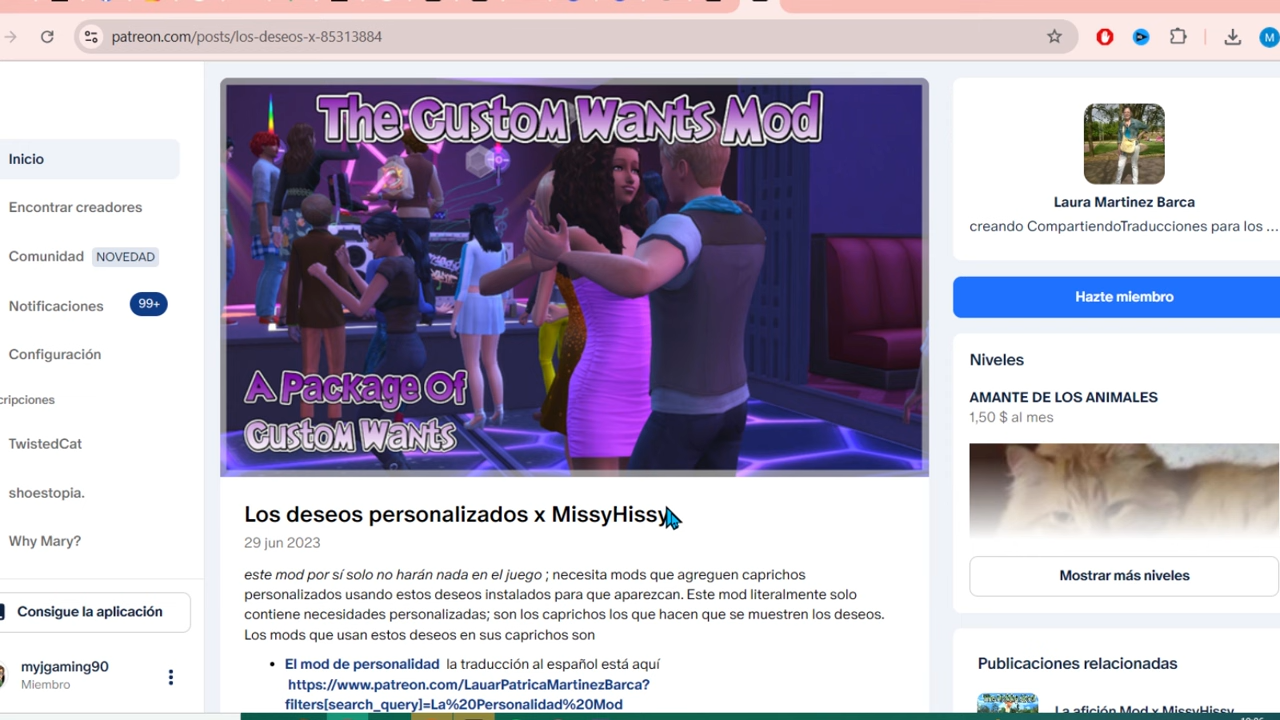 patreon.com/posts/los-deseos-x-85313884
M
The Custom Wants Mod
A Package Of
Custom Wants
Inicio
Encontrar creadores
Comunidad NOVEDAD
Notificaciones 99+
Configuración
cripciones
TwistedCat
shoestopia.
Why Mary?
Consigue la aplicación
myjgaming90
Miembro
Los deseos personalizados x MissyHissy
29 jun 2023
este mod por sí solo no harán nada en el juego ; necesita mods que agreguen caprichos
personalizados usando estos deseos instalados para que aparezcan. Este mod literalmente solo
contiene necesidades personalizadas; son los caprichos los que hacen que se muestren los deseos.
Los mods que usan estos deseos en sus caprichos son
• El mod de personalidad la traducción al español está aquí
https://www.patreon.com/LauarPatricaMartinezBarca?
filters[search_query]=La%20Personalidad%20Mod
Laura Martinez Barca
creando CompartiendoTraducciones para los ...
Hazte miembro
Niveles
AMANTE DE LOS ANIMALES
1,50 $ al mes
Mostrar más niveles
Publicaciones relacionadas
La afición Mod x MissyHissy